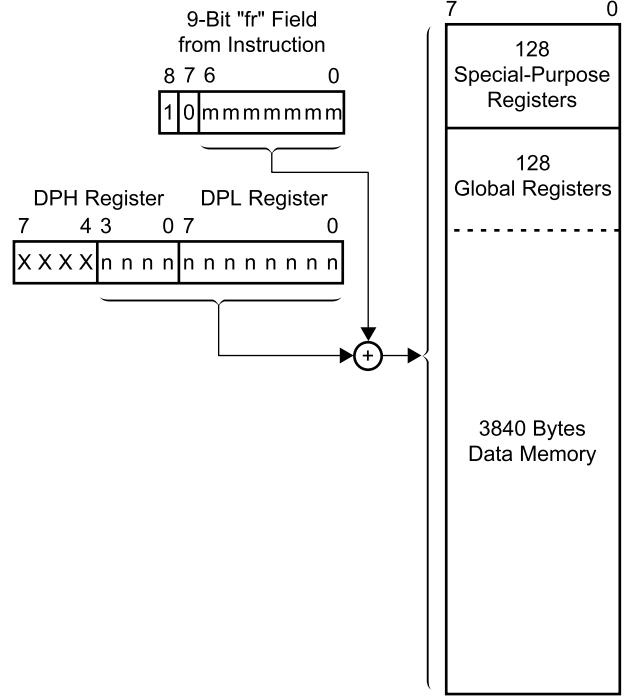 9-Bit "fr" Field
from Instruction
8 7 6 0
1 0 m m m m m m m
DPH Register DPL Register
7 4 3 0 7 0
X X X X n n n n n n n n n n n n
+
7 0
128
Special-Purpose
Registers
128
Global Registers
3840 Bytes
Data Memory